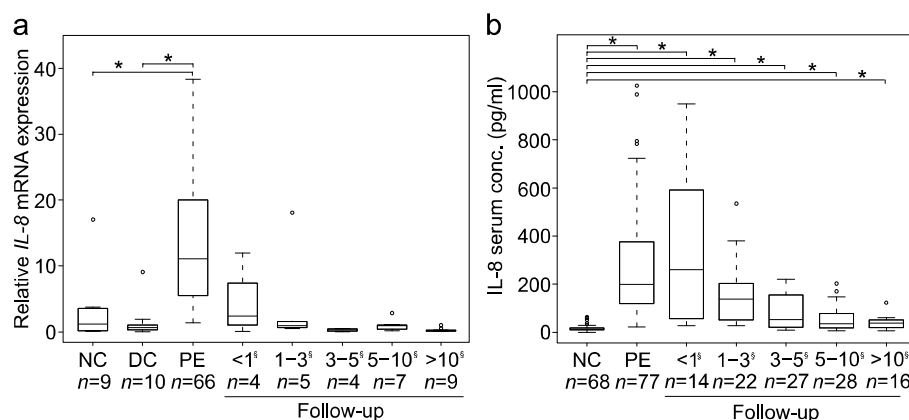 a
Relative IL-8 mRNA expression
40
30
20
10
0
*
*
NC DC PE <1§ 1–3§ 3–5§ 5–10§ >10§
n=9 n=10 n=66 n=4 n=5 n=4 n=7 n=9
Follow-up
b
IL-8 serum conc. (pg/ml)
1000
800
600
400
200
0
*
*
*
*
*
*
NC PE <1§ 1–3§ 3–5§ 5–10§ >10§
n=68 n=77 n=14 n=22 n=27 n=28 n=16
Follow-up